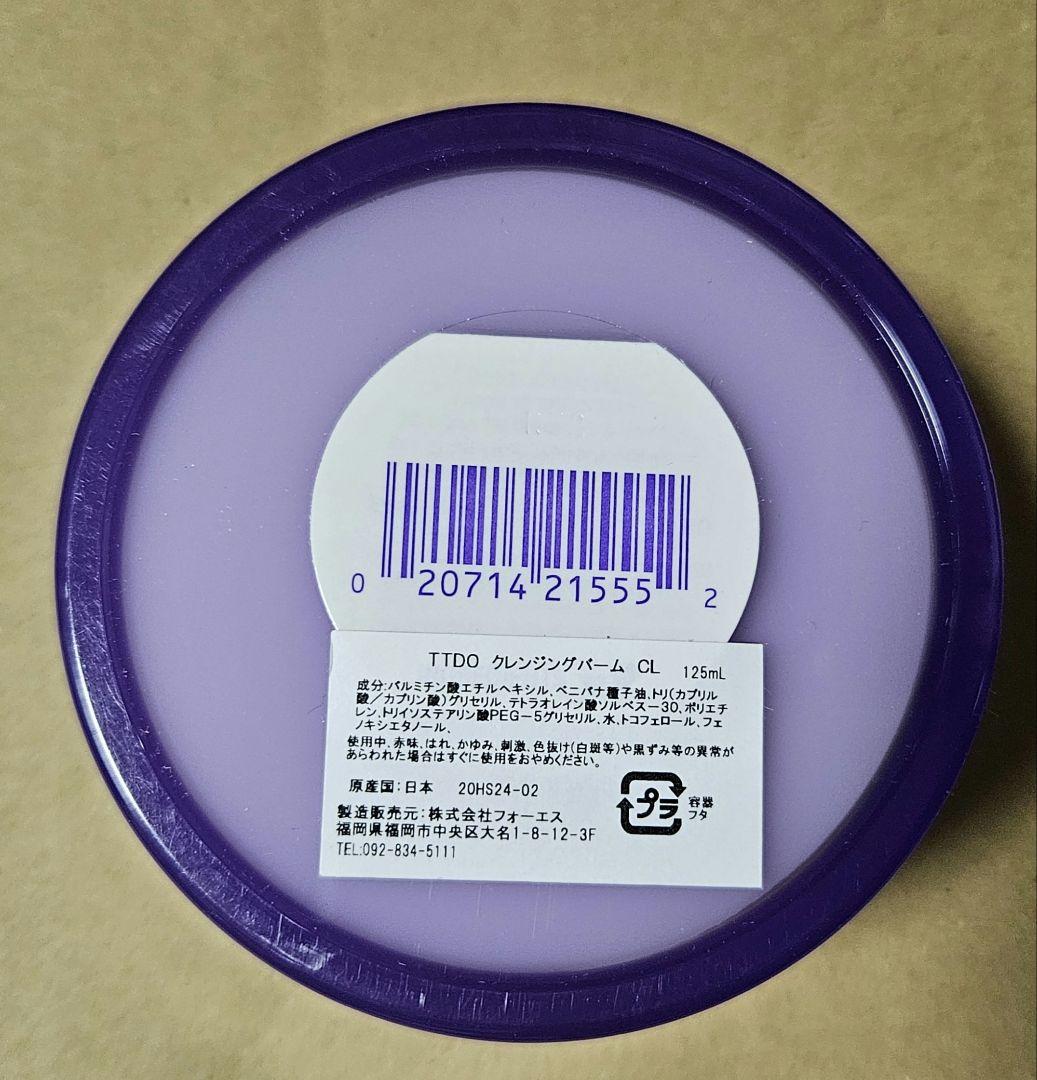 0 20714 21555 2
TTDO クレンジングバーム CL 125mL
成分:パルミチン酸エチルヘキシル、ベニバナ種子油、トリ(カプリル
酸/カプリン酸)グリセリル、テトラオレイン酸ソルベス-30、ポリエチ
レン、トリイソステアリン酸PEG-5グリセリル、水、トコフェロール、フェ
ノキシエタノール、
使用中、赤味、はれ、かゆみ、刺激、色抜け(白斑等)や黒ずみ等の異常が
あらわれた場合はすぐに使用をおやめください。
原産国:日本 20HS24-02
製造販売元:株式会社フォーエス
福岡県福岡市中央区大名1-8-12-3F
TEL:092-834-5111
プラ
容器
フタ